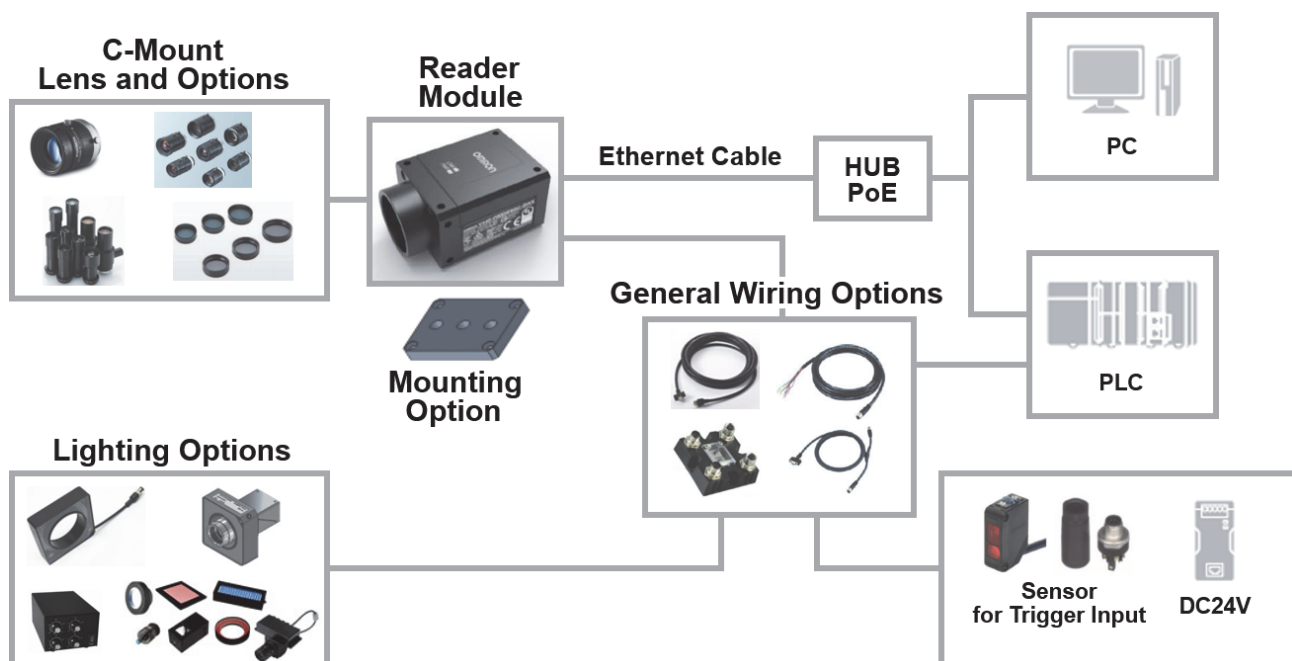 C-Mount
Lens and Options
Reader
Module
OMRON
Ethernet Cable
HUB
PoE
PC
General Wiring Options
PLC
Mounting
Option
Lighting Options
Sensor
for Trigger Input
DC24V